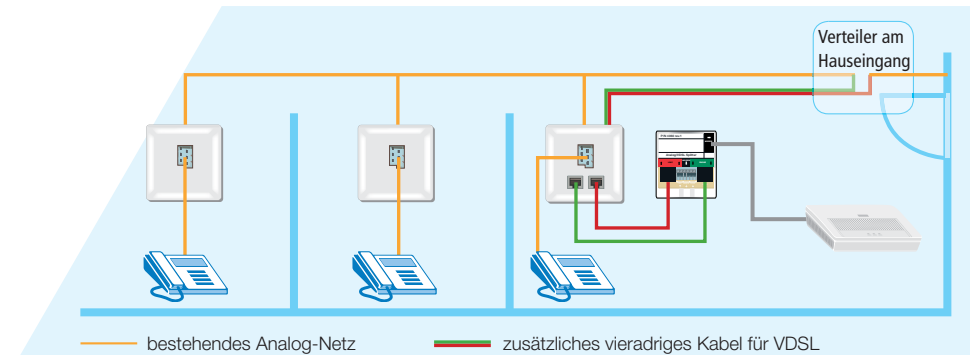 Verteiler am
Hauseingang
bestehendes Analog-Netz
zusätzliches vieradriges Kabel für VDSL